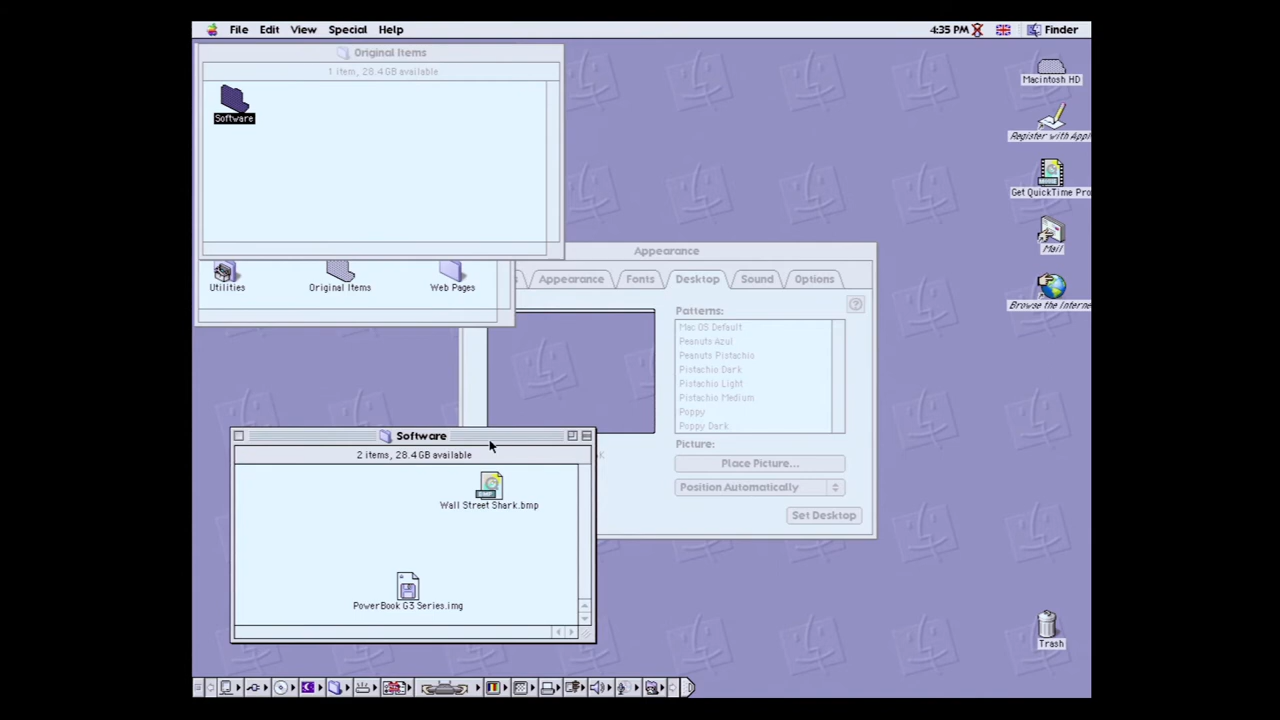 File Edit View Special Help
4:35 PM
Finder
Original Items
1 item, 28.4 GB available
Software
Utilities
Original Items
Web Pages
Macintosh HD
Register with Appl
Get QuickTime Pro
Mail
Browse the Interne
Appearance
s Appearance Fonts Desktop Sound Options
Patterns:
?
Mac OS Default
Peanuts Azul
Peanuts Pistachio
Pistachio Dark
Pistachio Light
Pistachio Medium
Poppy
Poppy Dark
Picture:
Place Picture...
Position Automatically
Set Desktop
Software
2 items, 28.4 GB available
Wall Street Shark.bmp
PowerBook G3 Series.img
Trash